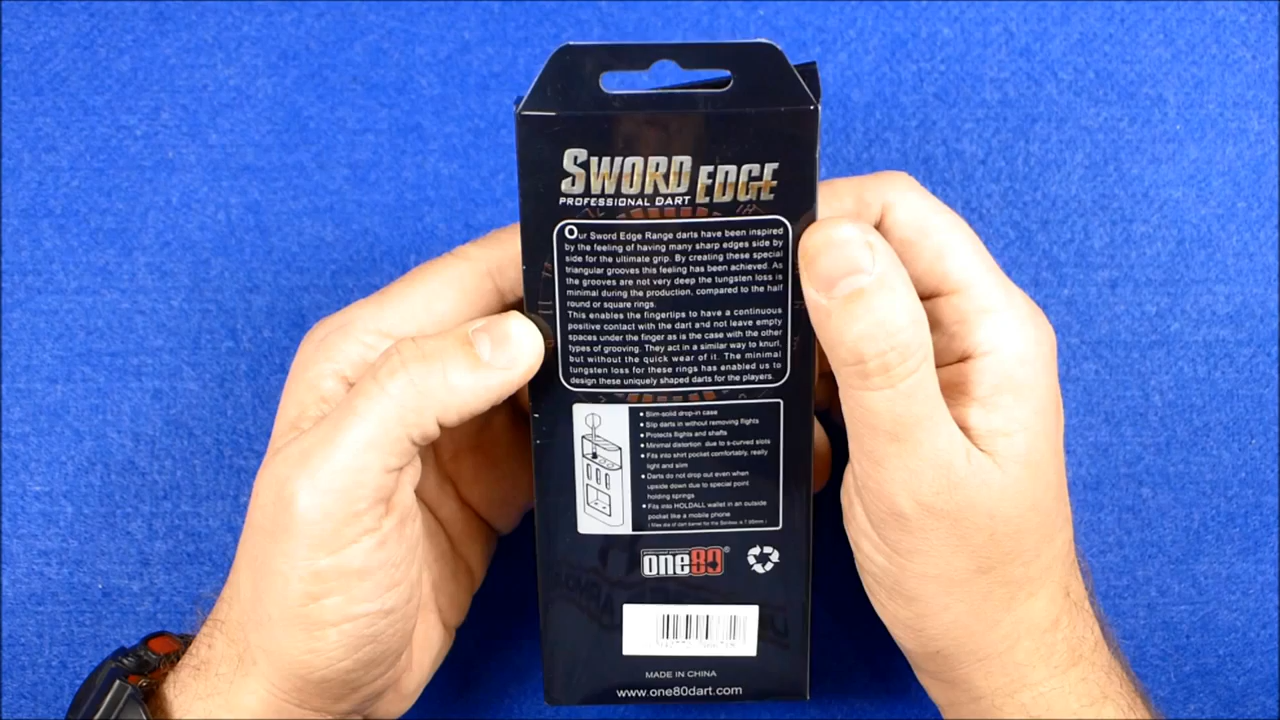 SWORD EDGE
PROFESSIONAL DART
Our Sword Edge Range darts have been inspired
by the feeling of having many sharp edges side by
side for the ultimate grip. By creating these special
triangular grooves this feeling has been achieved. As
the grooves are not very deep the tungsten loss is
minimal during the production, compared to the half
round or square rings.
This enables the fingertips to have a continuous
positive contact with the dart and not leave empty
spaces under the finger as is the case with the other
types of grooving. They act in a similar way to knurl,
but without the quick wear of it. The minimal
tungsten loss for these rings has enabled us to
design these uniquely shaped darts for the players.
• Slim-solid drop-in case
• Slip darts in without removing flights
• Protects flights and shafts
• Minimal distortion due to s-curved slots
• Fits into shirt pocket comfortably, really
light and slim
• Darts do not drop out even when
upside down due to special point
holding springs
• Fits into HOLDALL wallet in an outside
pocket like a mobile phone
one80®
MADE IN CHINA
www.one80dart.com